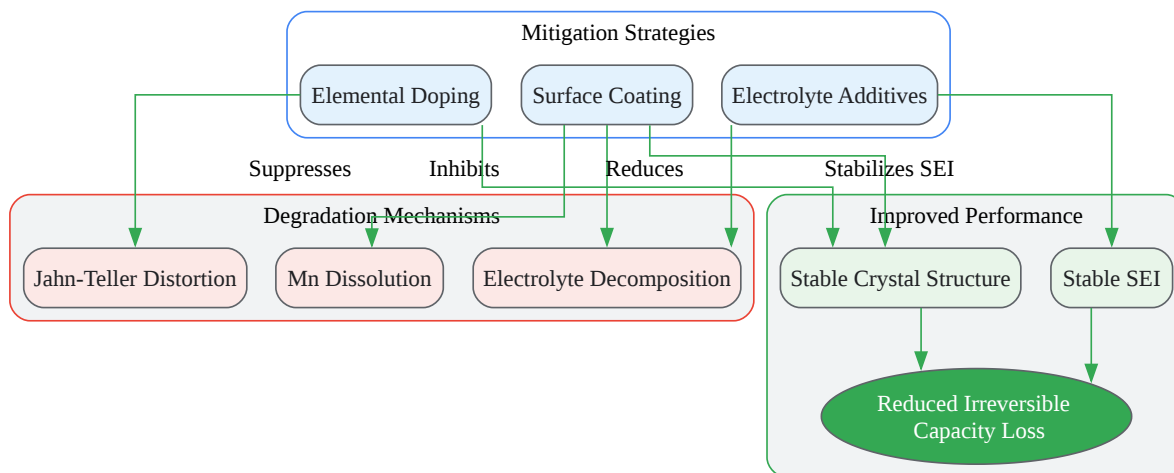 Mitigation Strategies
Elemental Doping
Surface Coating
Electrolyte Additives
Suppresses
Inhibits
Reduces
Stabilizes SEI
Degradation Mechanisms
Improved Performance
Jahn-Teller Distortion
Mn Dissolution
Electrolyte Decomposition
Stable Crystal Structure
Stable SEI
Reduced Irreversible
Capacity Loss